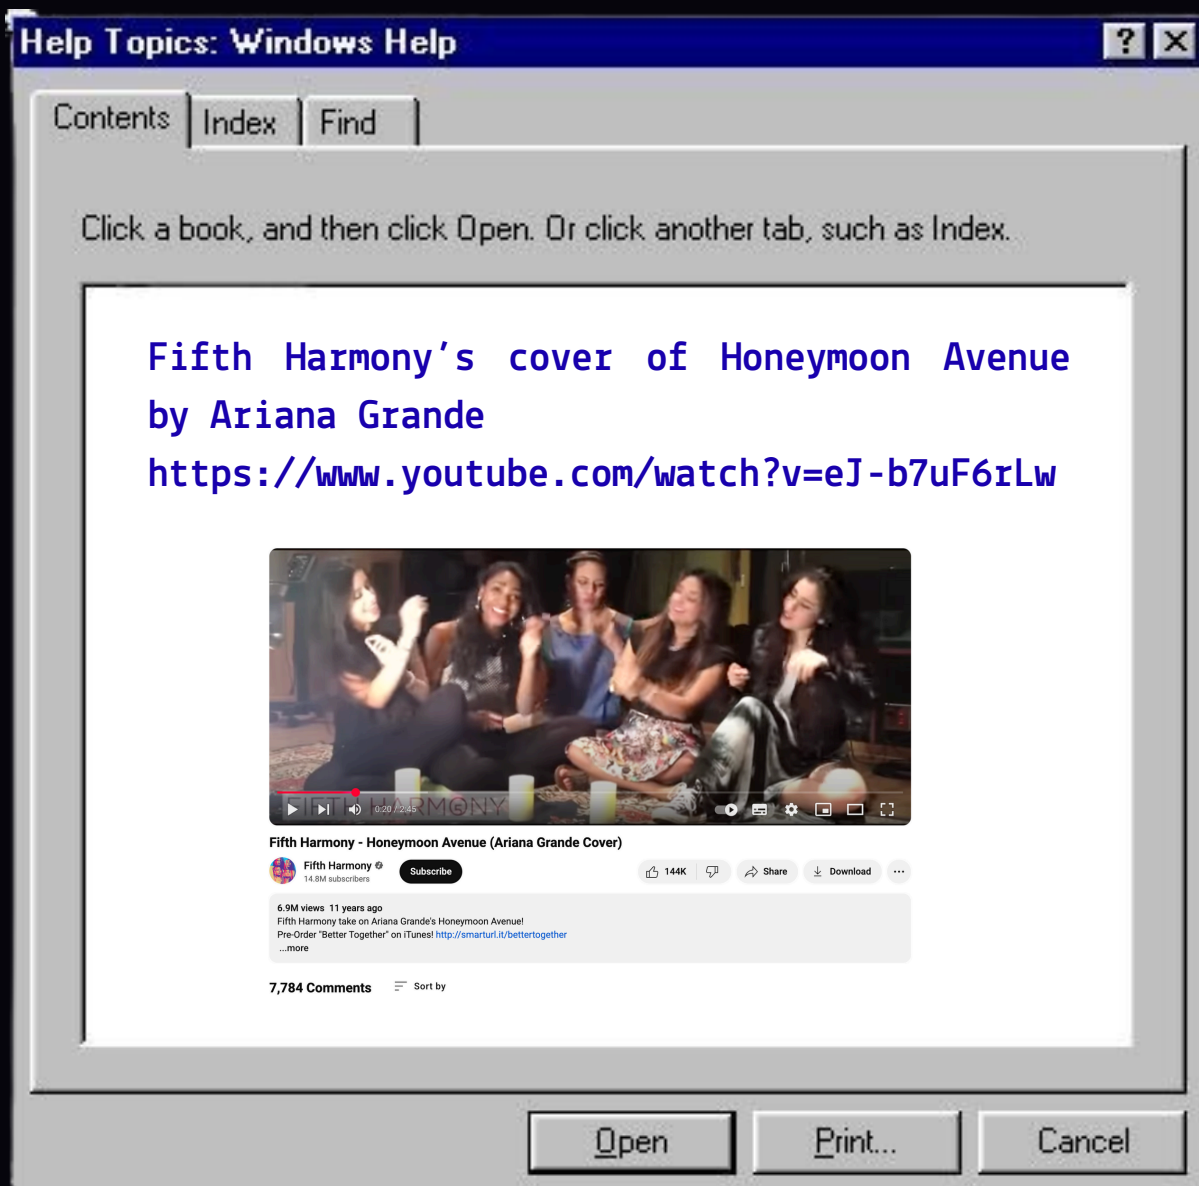 Help Topics: Windows Help
? X
Contents Index Find
Click a book, and then click Open. Or click another tab, such as Index.
Fifth Harmony’s cover of Honeymoon Avenue
by Ariana Grande
https://www.youtube.com/watch?v=eJ-b7uF6rLw
FIFTH HARMONY
0:20 / 2:45
Fifth Harmony - Honeymoon Avenue (Ariana Grande Cover)
Fifth Harmony
14.8M subscribers
Subscribe
144K
Share
Download
6.9M views 11 years ago
Fifth Harmony take on Ariana Grande's Honeymoon Avenue!
Pre-Order "Better Together" on iTunes! http://smarturl.it/bettertogether
...more
7,784 Comments
Sort by
Open Print... Cancel